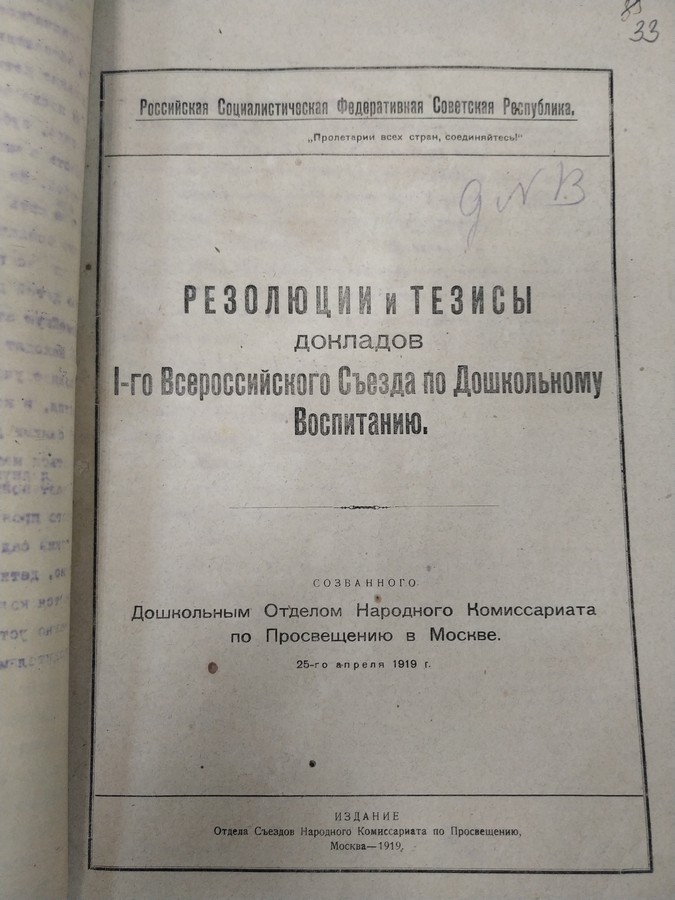 33
Российская Социалистическая Федеративная Советская Республика.
„Пролетарии всех стран, соединяйтесь!"
РЕЗОЛЮЦИИ и ТЕЗИСЫ
докладов
I-го Всероссийского Съезда по Дошкольному
Воспитанию.
СОЗВАННОГО
Дошкольным Отделом Народного Комиссариата
по Просвещению в Москве.
25-го апреля 1919 г.
ИЗДАНИЕ
Отдела Съездов Народного Комиссариата по Просвещению,
Москва—1919.